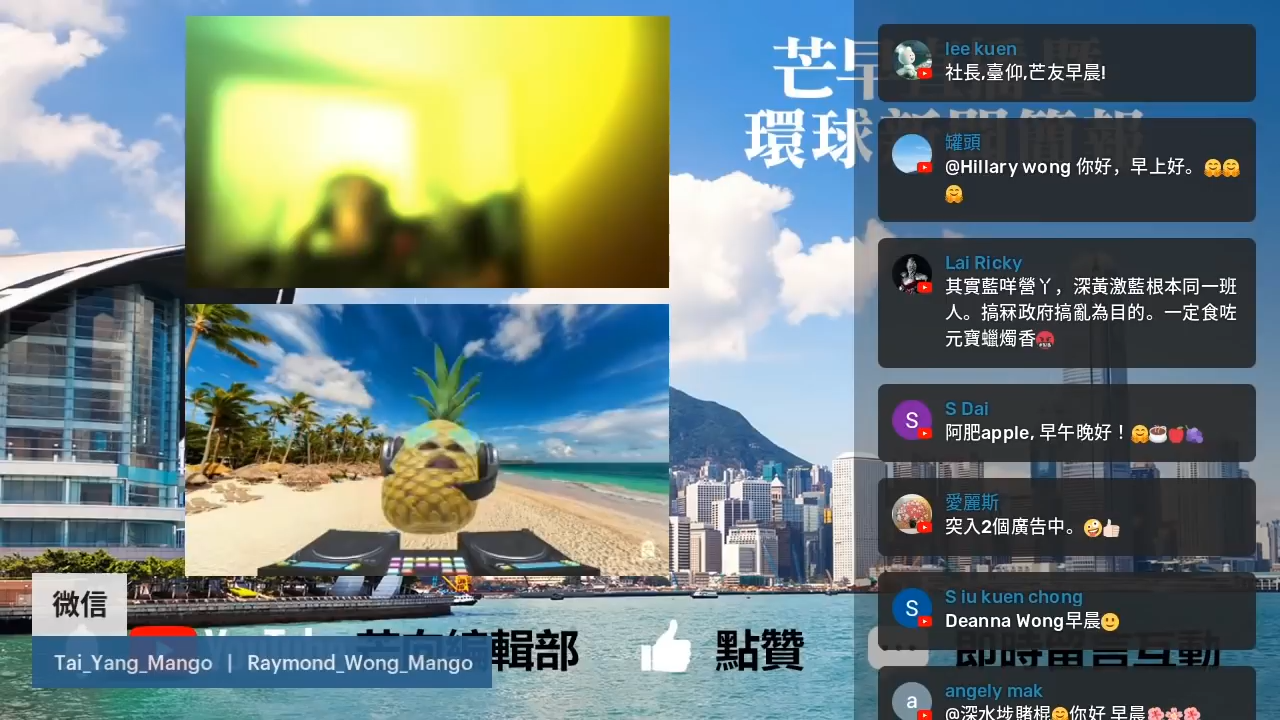 芒早
環球
lee kuen
社長,臺仰,芒友早晨!
罐頭
@Hillary wong 你好，早上好。🤗🤗
🤗
Lai Ricky
其實藍咩營丫，深黃激藍根本同一班
人。搞冧政府搞亂為目的。一定食咗
元寶蠟燭香🤬
S Dai
阿肥apple, 早午晚好！🤗☕🍎🍇
愛麗斯
突入2個廣告中。🤪👍🏻
S iu kuen chong
Deanna Wong早晨🙂
angely mak
@深水埗賭棍🤗你好 早晨🌸🌸🌸
微信
Tai_Yang_Mango | Raymond_Wong_Mango
編輯部
點贊
即時留言互動